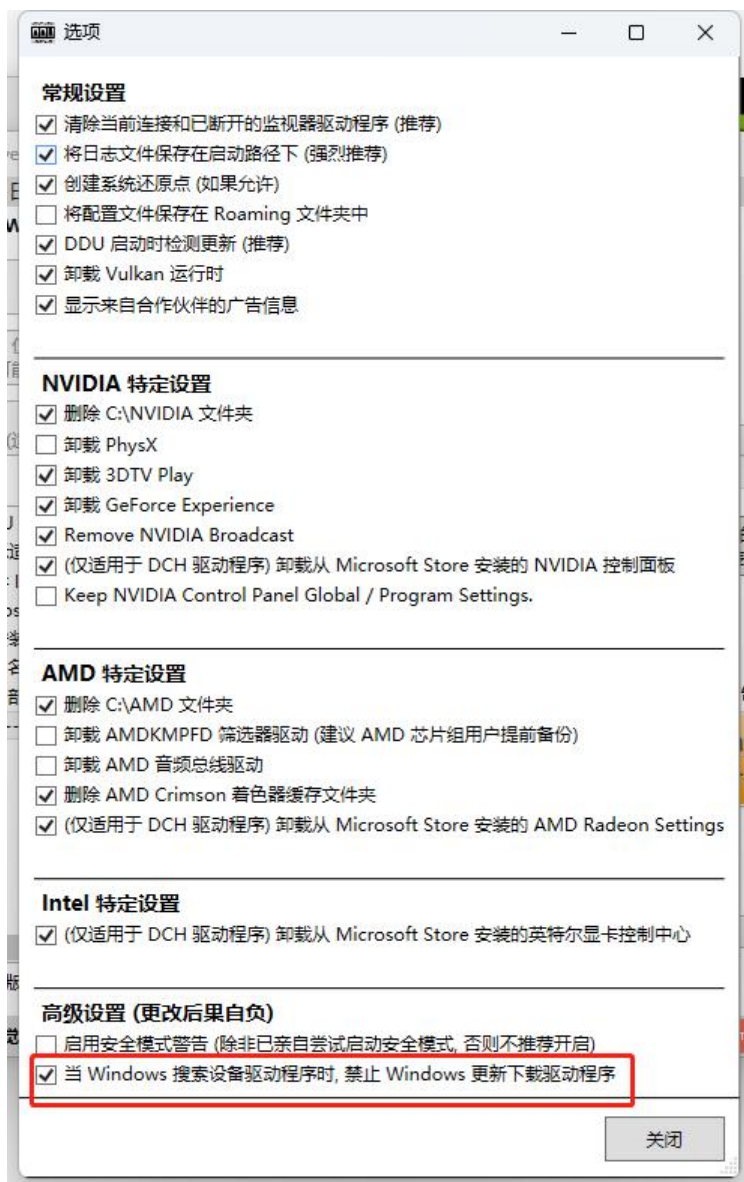 选项
常规设置
清除当前连接和已断开的监视器驱动程序 (推荐)
将日志文件保存在启动路径下 (强烈推荐)
创建系统还原点 (如果允许)
将配置文件保存在 Roaming 文件夹中
DDU 启动时检测更新 (推荐)
卸载 Vulkan 运行时
显示来自合作伙伴的广告信息
NVIDIA 特定设置
删除 C:\NVIDIA 文件夹
卸载 PhysX
卸载 3DTV Play
卸载 GeForce Experience
Remove NVIDIA Broadcast
(仅适用于 DCH 驱动程序) 卸载从 Microsoft Store 安装的 NVIDIA 控制面板
Keep NVIDIA Control Panel Global / Program Settings.
AMD 特定设置
删除 C:\AMD 文件夹
卸载 AMDKMPFD 筛选器驱动 (建议 AMD 芯片组用户提前备份)
卸载 AMD 音频总线驱动
删除 AMD Crimson 着色器缓存文件夹
(仅适用于 DCH 驱动程序) 卸载从 Microsoft Store 安装的 AMD Radeon Settings
Intel 特定设置
(仅适用于 DCH 驱动程序) 卸载从 Microsoft Store 安装的英特尔显卡控制中心
高级设置 (更改后果自负)
启用安全模式警告 (除非已亲自尝试启动安全模式, 否则不推荐开启)
当 Windows 搜索设备驱动程序时, 禁止 Windows 更新下载驱动程序
关闭